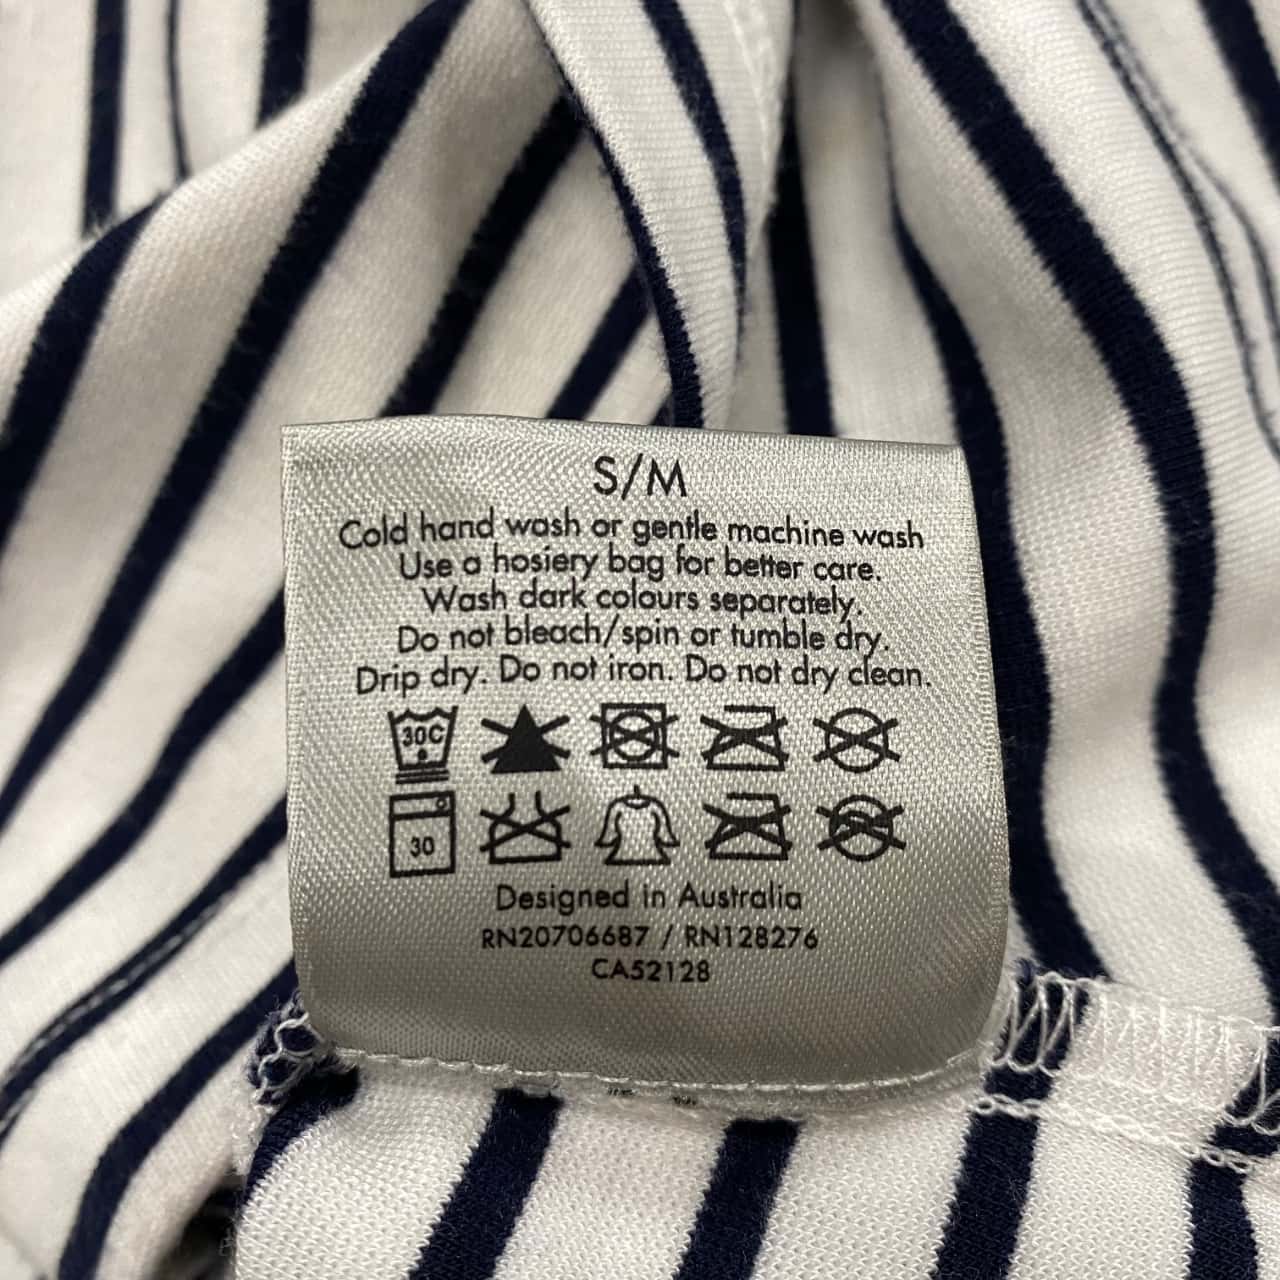 S/M
Cold hand wash or gentle machine wash
Use a hosiery bag for better care.
Wash dark colours separately.
Do not bleach/spin or tumble dry.
Drip dry. Do not iron. Do not dry clean.
30C
30
Designed in Australia
RN20706687 / RN128276
CA52128